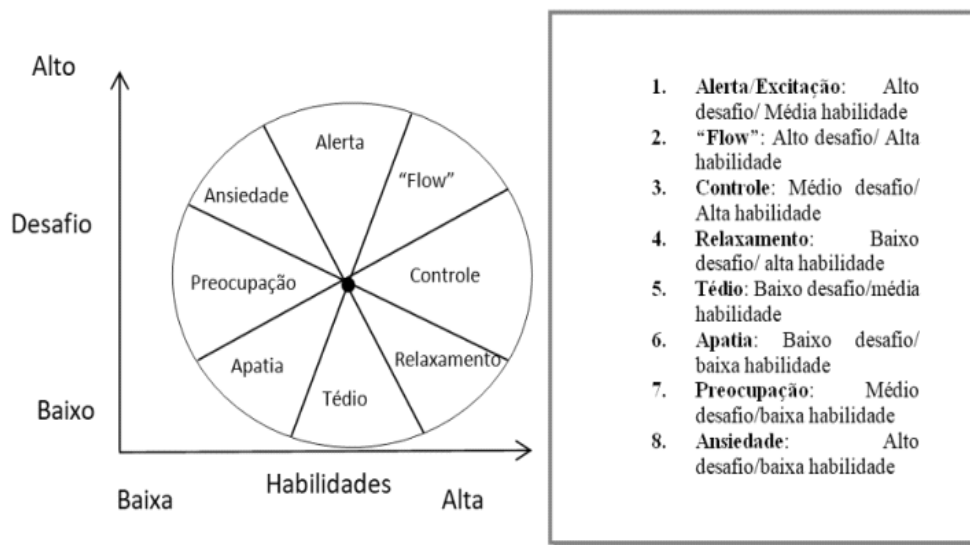 Alto
Desafio
Baixo
Baixa
Habilidades
Alta
Alerta
“Flow”
Ansiedade
Controle
Preocupação
Relaxamento
Apatia
Tédio
1. Alerta/Excitação: Alto
desafio/ Média habilidade
2. “Flow”: Alto desafio/ Alta
habilidade
3. Controle: Médio desafio/
Alta habilidade
4. Relaxamento: Baixo
desafio/ alta habilidade
5. Tédio: Baixo desafio/média
habilidade
6. Apatia: Baixo desafio/
baixa habilidade
7. Preocupação: Médio
desafio/baixa habilidade
8. Ansiedade: Alto
desafio/baixa habilidade